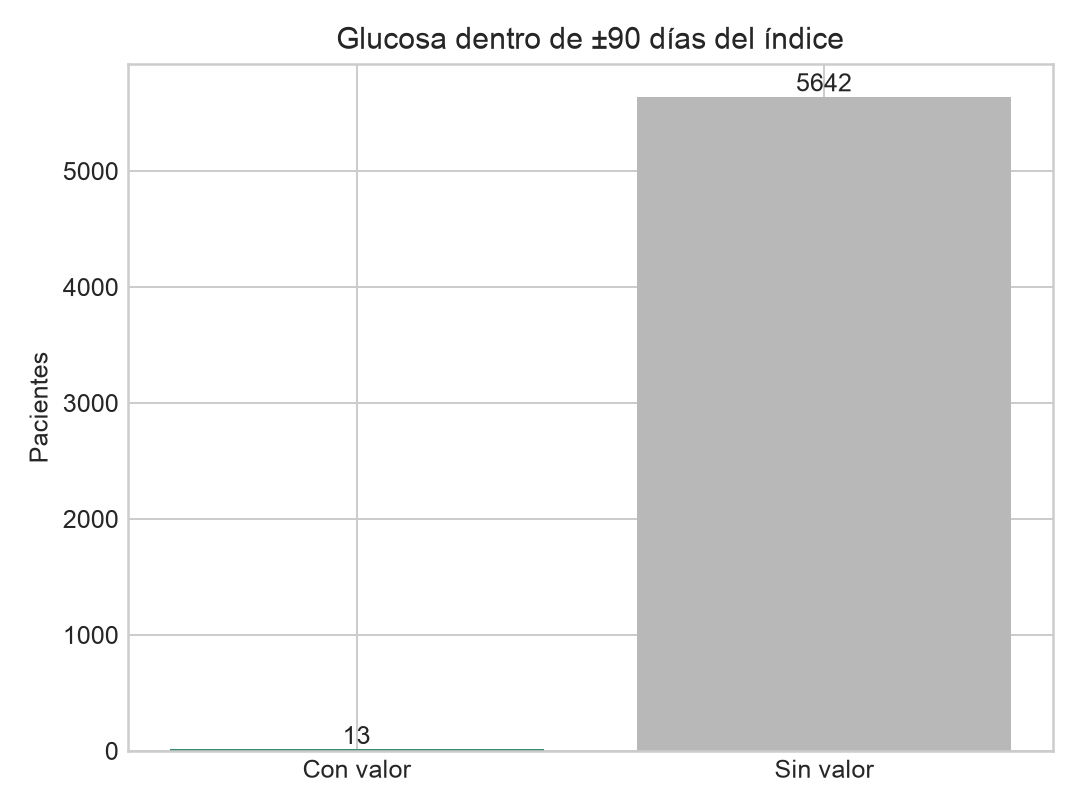 Glucosa dentro de ±90 días del índice
Pacientes
5000
4000
3000
2000
1000
0
5642
13
Con valor
Sin valor